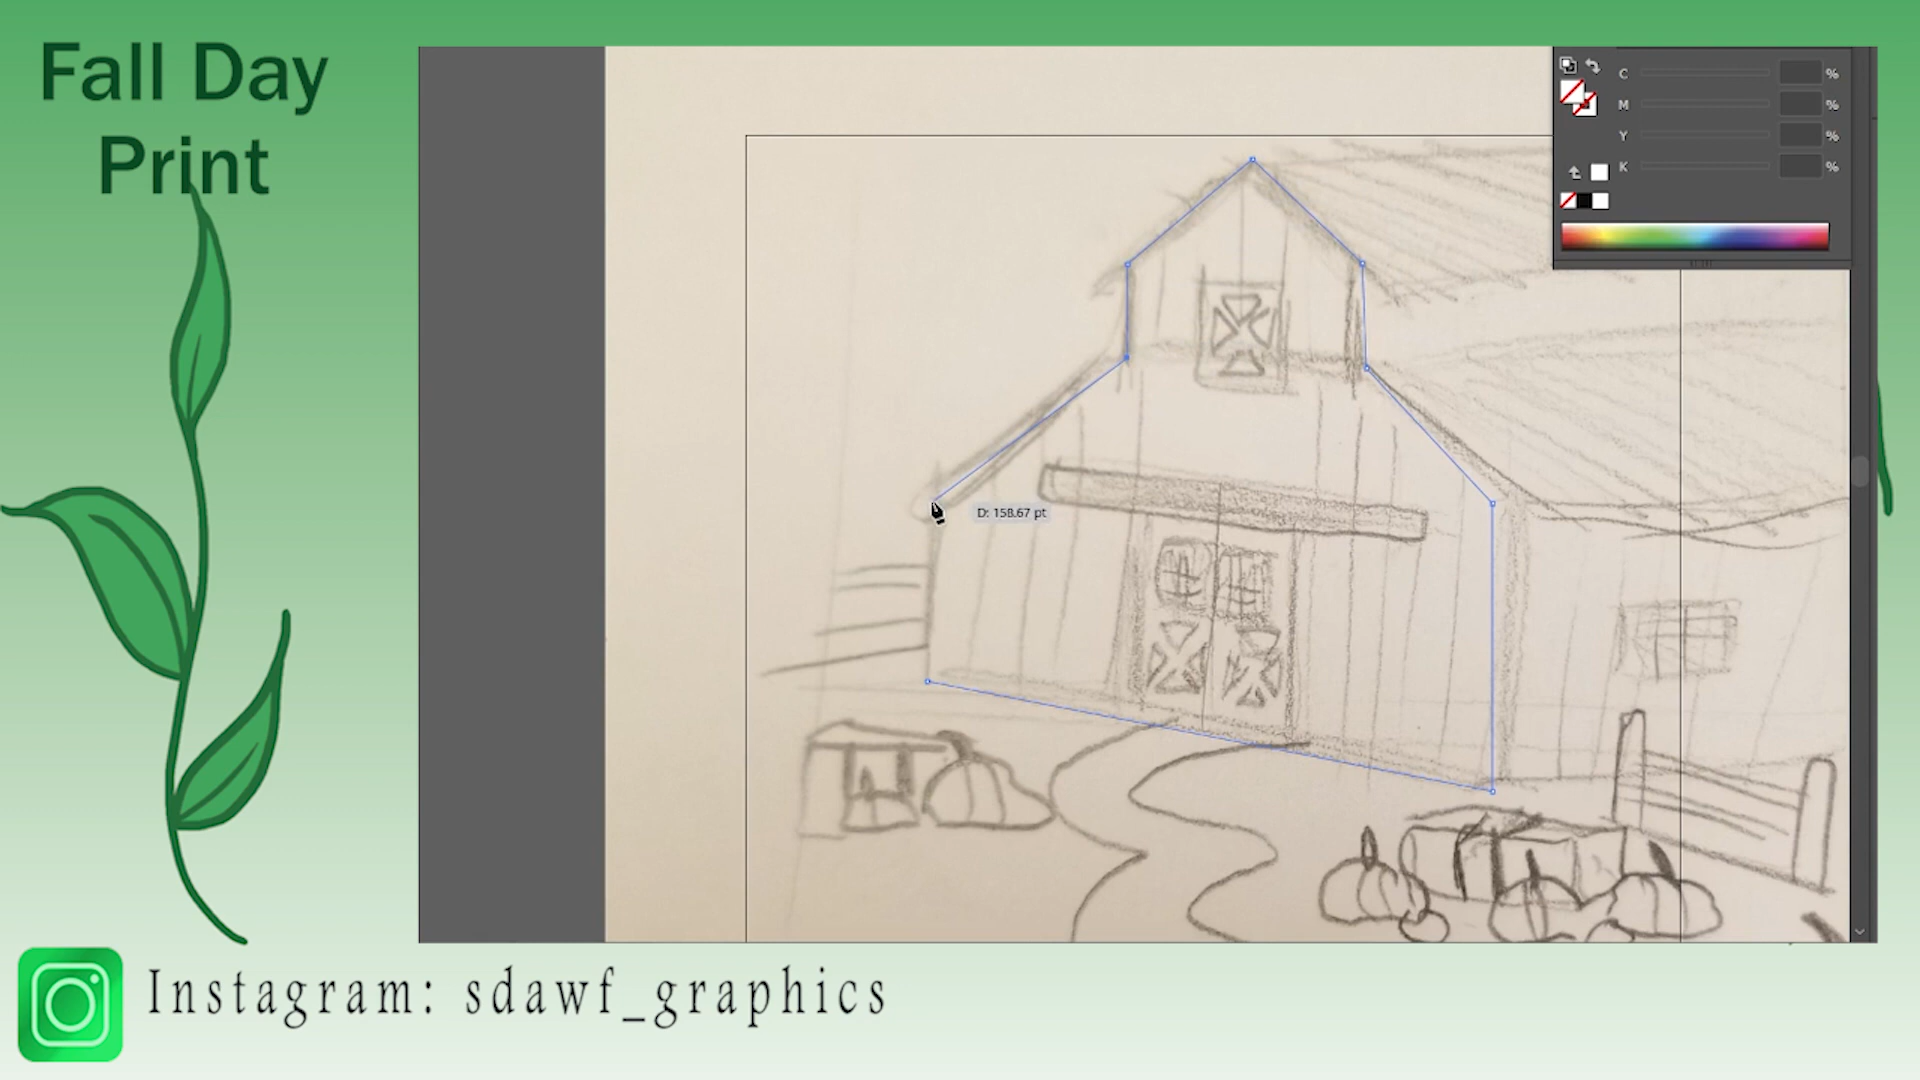 Fall Day
Print
C %
M %
Y %
K %
D: 158.67 pt
Instagram: sdawf_graphics